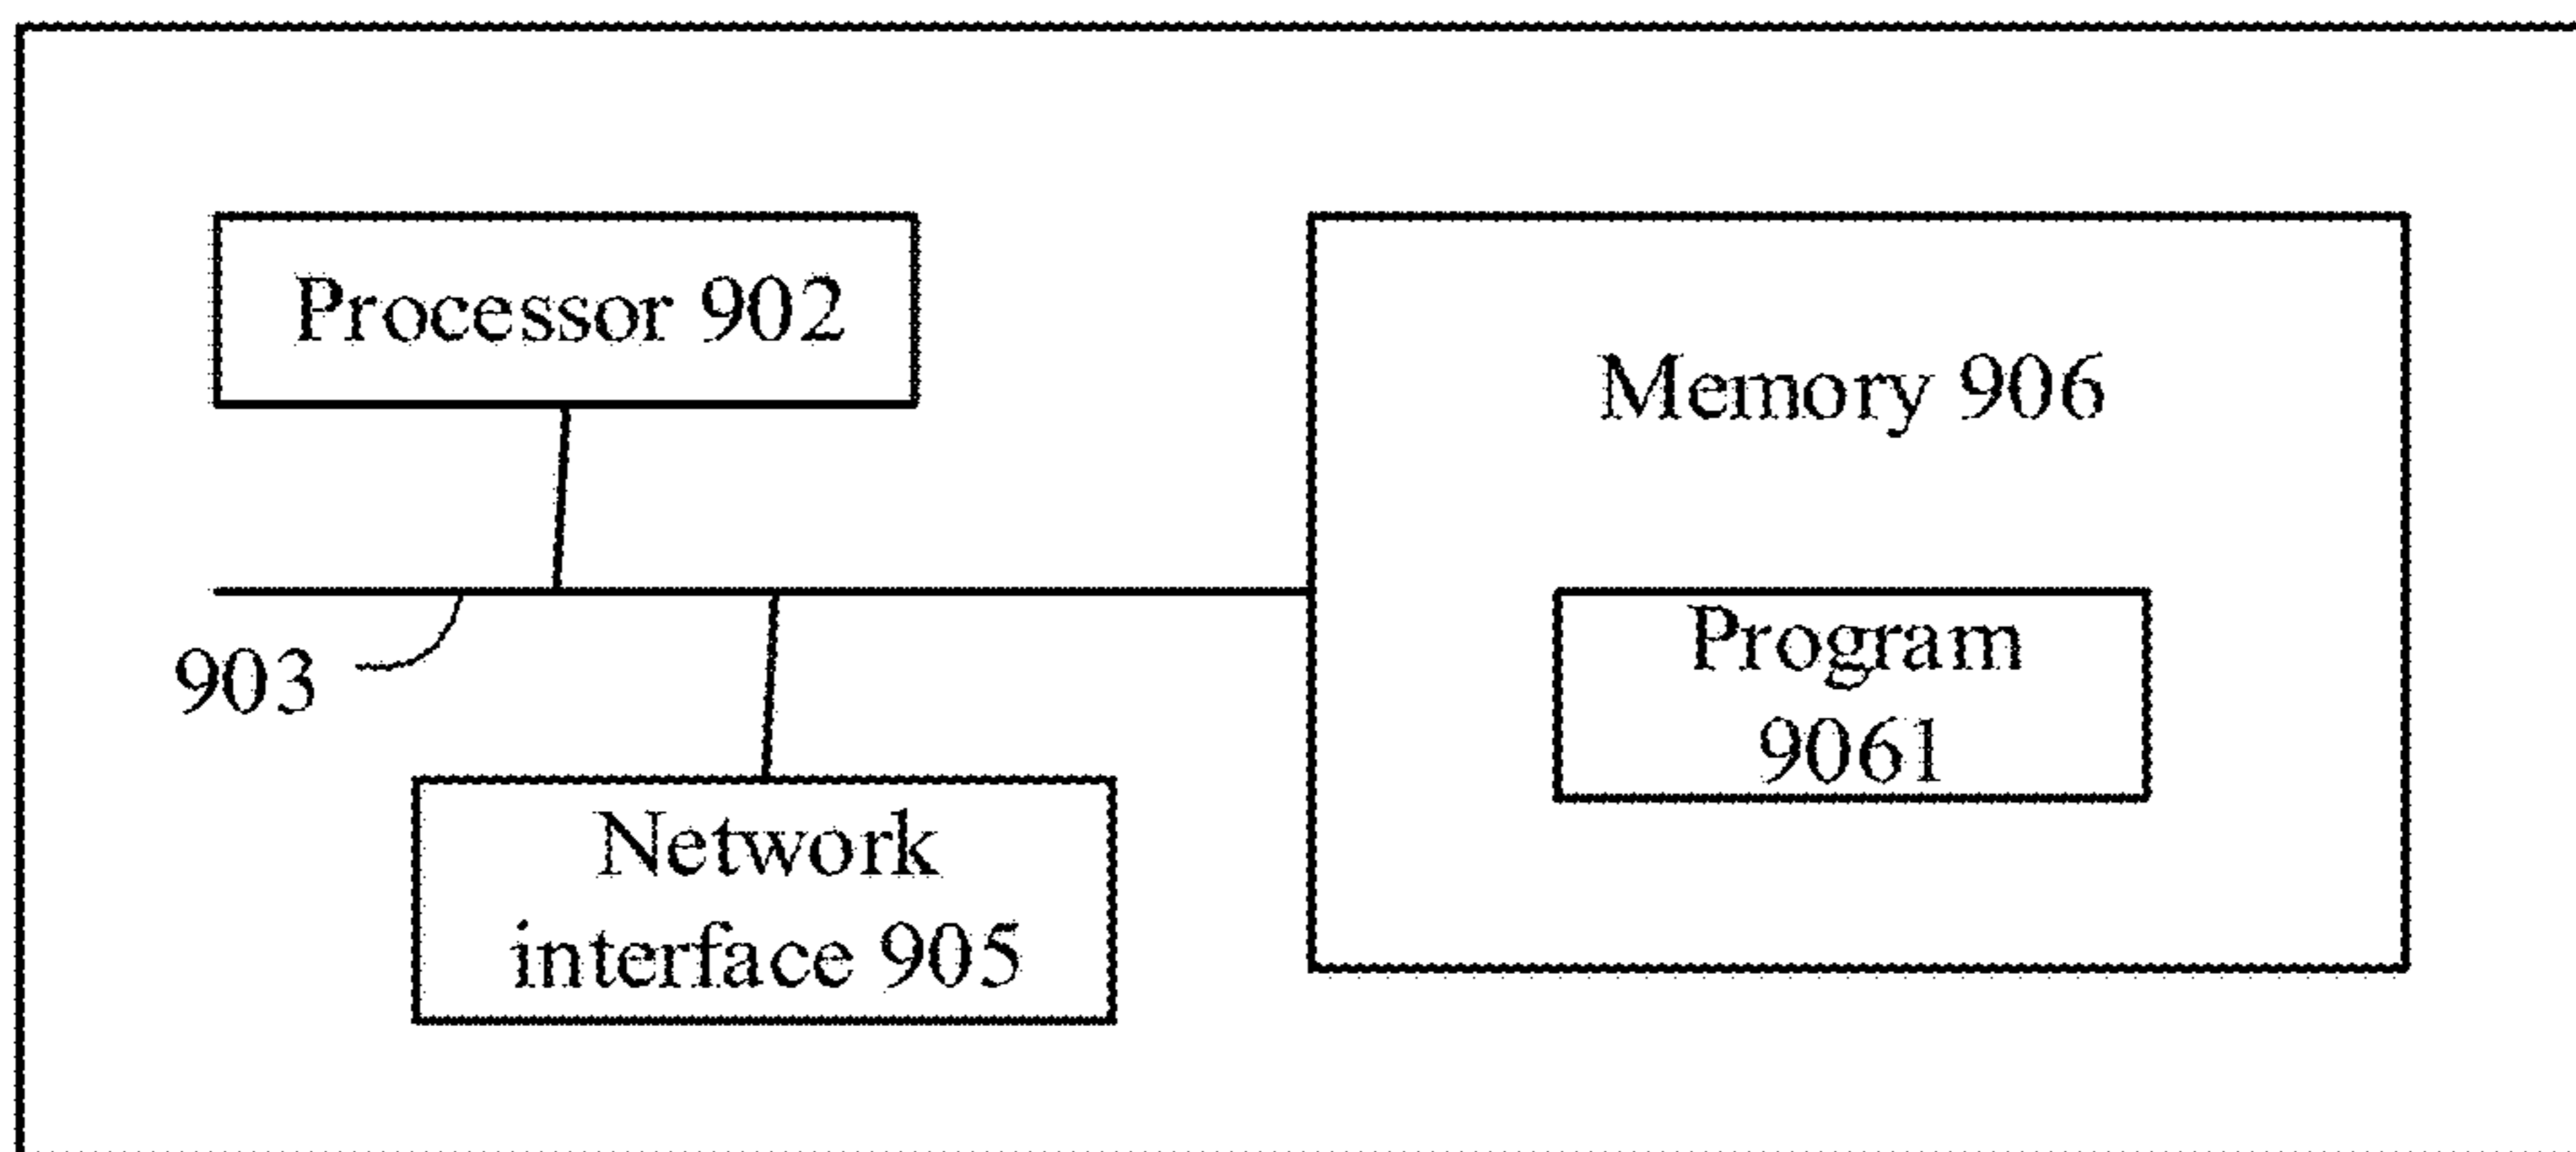 Processor 902
Memory 906
903
Program
9061
Network
interface 905